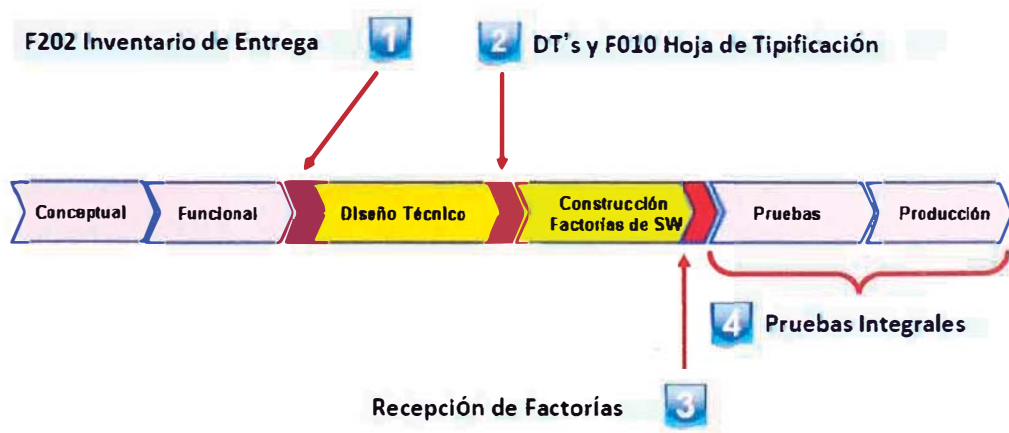 F202 Inventario de Entrega 1
2 DT's y F010 Hoja de Tipificación
Conceptual
Funcional
Diseño Técnico
Construcción
Factorías de SW
Pruebas
Producción
4 Pruebas Integrales
Recepción de Factorías 3